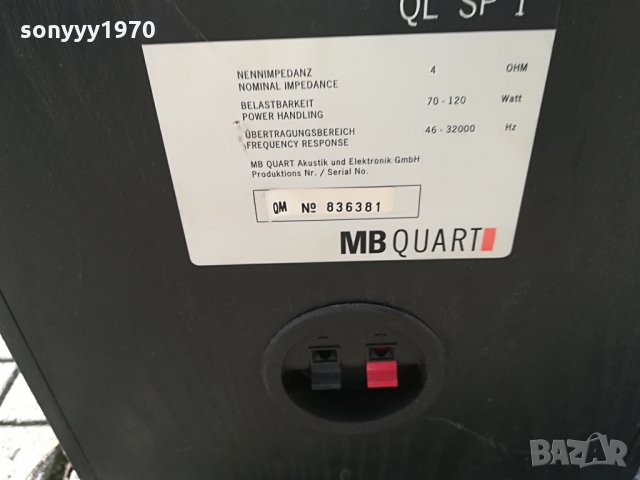 sonyyy1970
QL SP 1
NENNIMPEDANZ 4 OHM
NOMINAL IMPEDANCE
BELASTBARKEIT 70 - 120 Watt
POWER HANDLING
ÜBERTRAGUNGSBEREICH 46 - 32000 Hz
FREQUENCY RESPONSE
MB QUART Akustik und Elektronik GmbH
Produktions Nr. / Serial No.
QM Nº 836381
MB QUART
- +
BAZAR